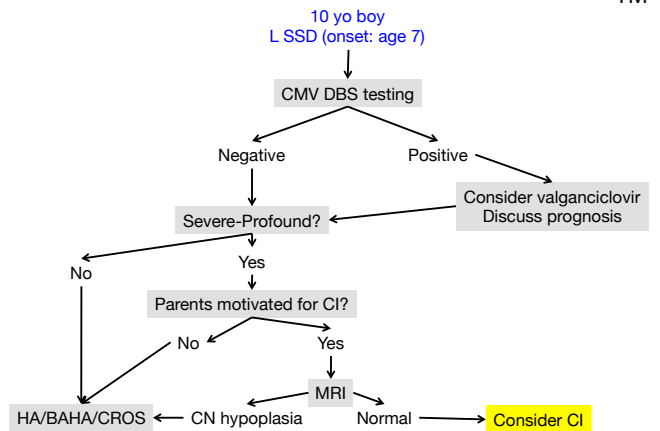 10 yo boy
L SSD (onset: age 7)
CMV DBS testing
Negative
Positive
Consider valganciclovir
Discuss prognosis
Severe-Profound?
No
Yes
Parents motivated for CI?
No
Yes
MRI
HA/BAHA/CROS
CN hypoplasia
Normal
Consider CI